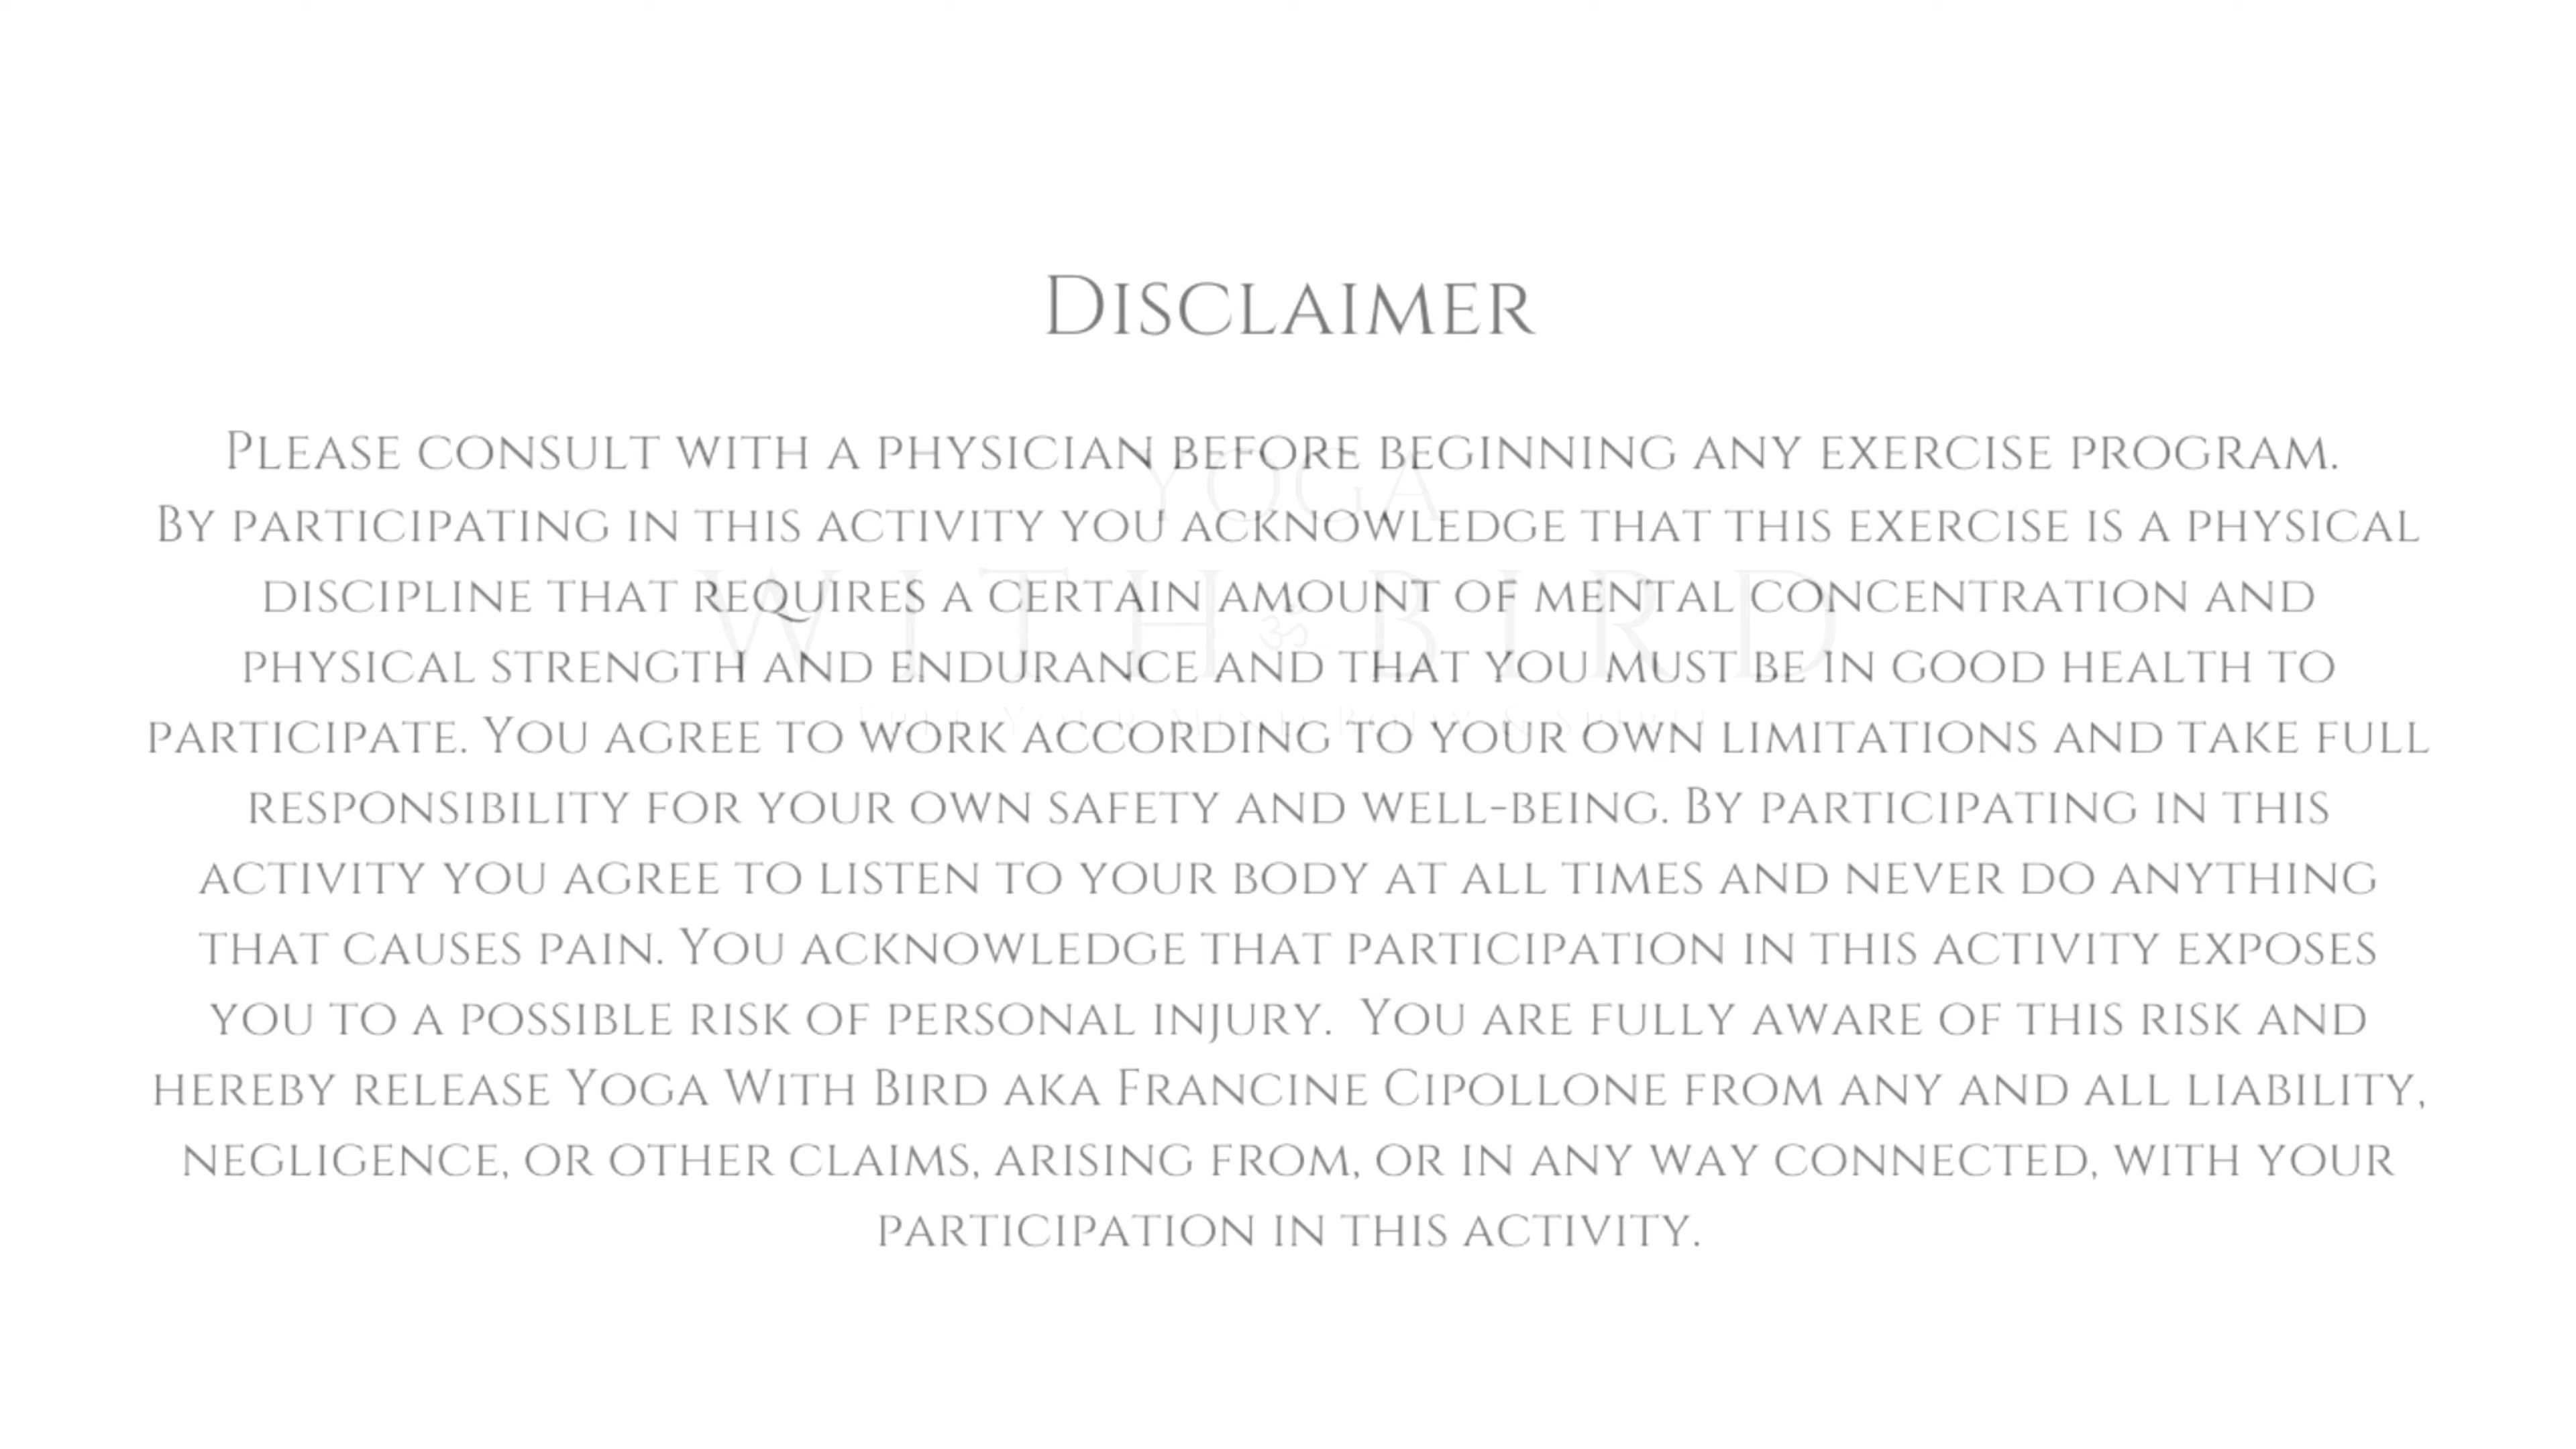 Disclaimer
Please consult with a physician before beginning any exercise program.
By participating in this activity you acknowledge that this exercise is a physical
discipline that requires a certain amount of mental concentration and
physical strength and endurance and that you must be in good health to
participate. You agree to work according to your own limitations and take full
responsibility for your own safety and well-being. By participating in this
activity you agree to listen to your body at all times and never do anything
that causes pain. You acknowledge that participation in this activity exposes
you to a possible risk of personal injury.  You are fully aware of this risk and
hereby release Yoga With Bird aka Francine Cipollone from any and all liability,
negligence, or other claims, arising from, or in any way connected, with your
participation in this activity.
YOGA
WITH ॐ BIRD